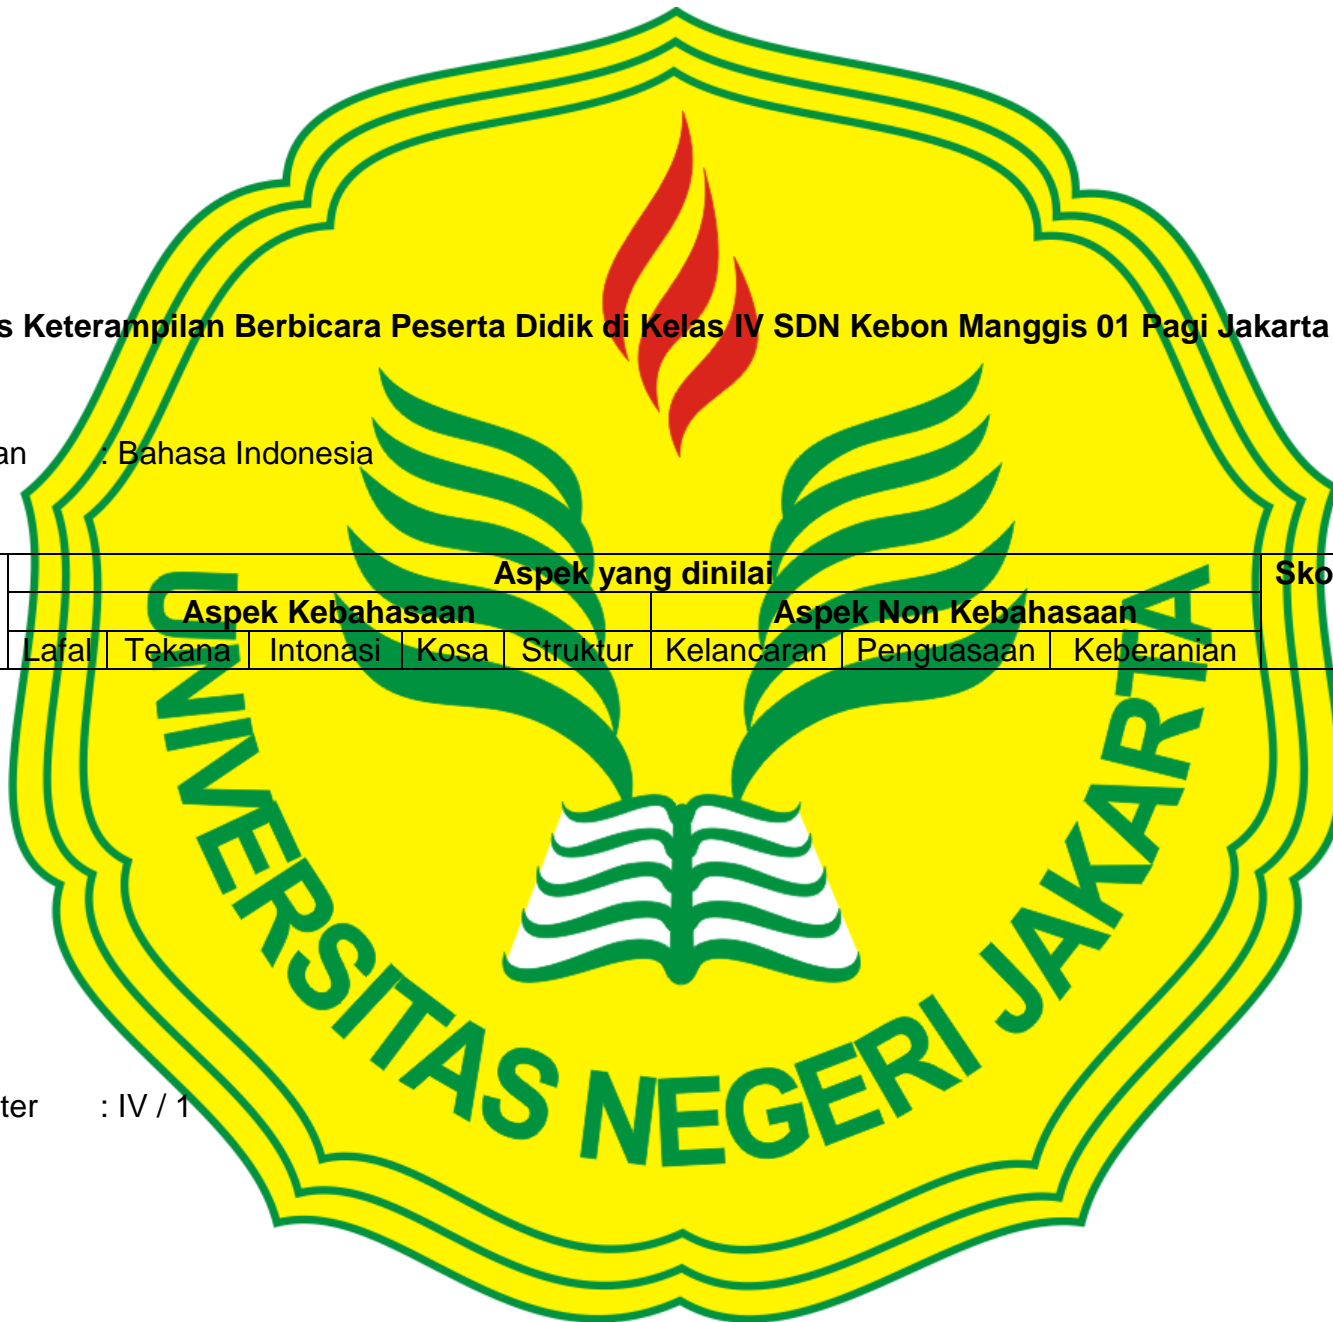 s Keterampilan Berbicara Peserta Didik di Kelas IV SDN Kebon Manggis 01 Pagi Jakarta
an : Bahasa Indonesia
Aspek yang dinilai Sko
Aspek Kebahasaan Aspek Non Kebahasaan
Lafal Tekana Intonasi Kosa Struktur Kelancaran Penguasaan Keberanian
UNIVERSITAS NEGERI JAKARTA
ter : IV / 1